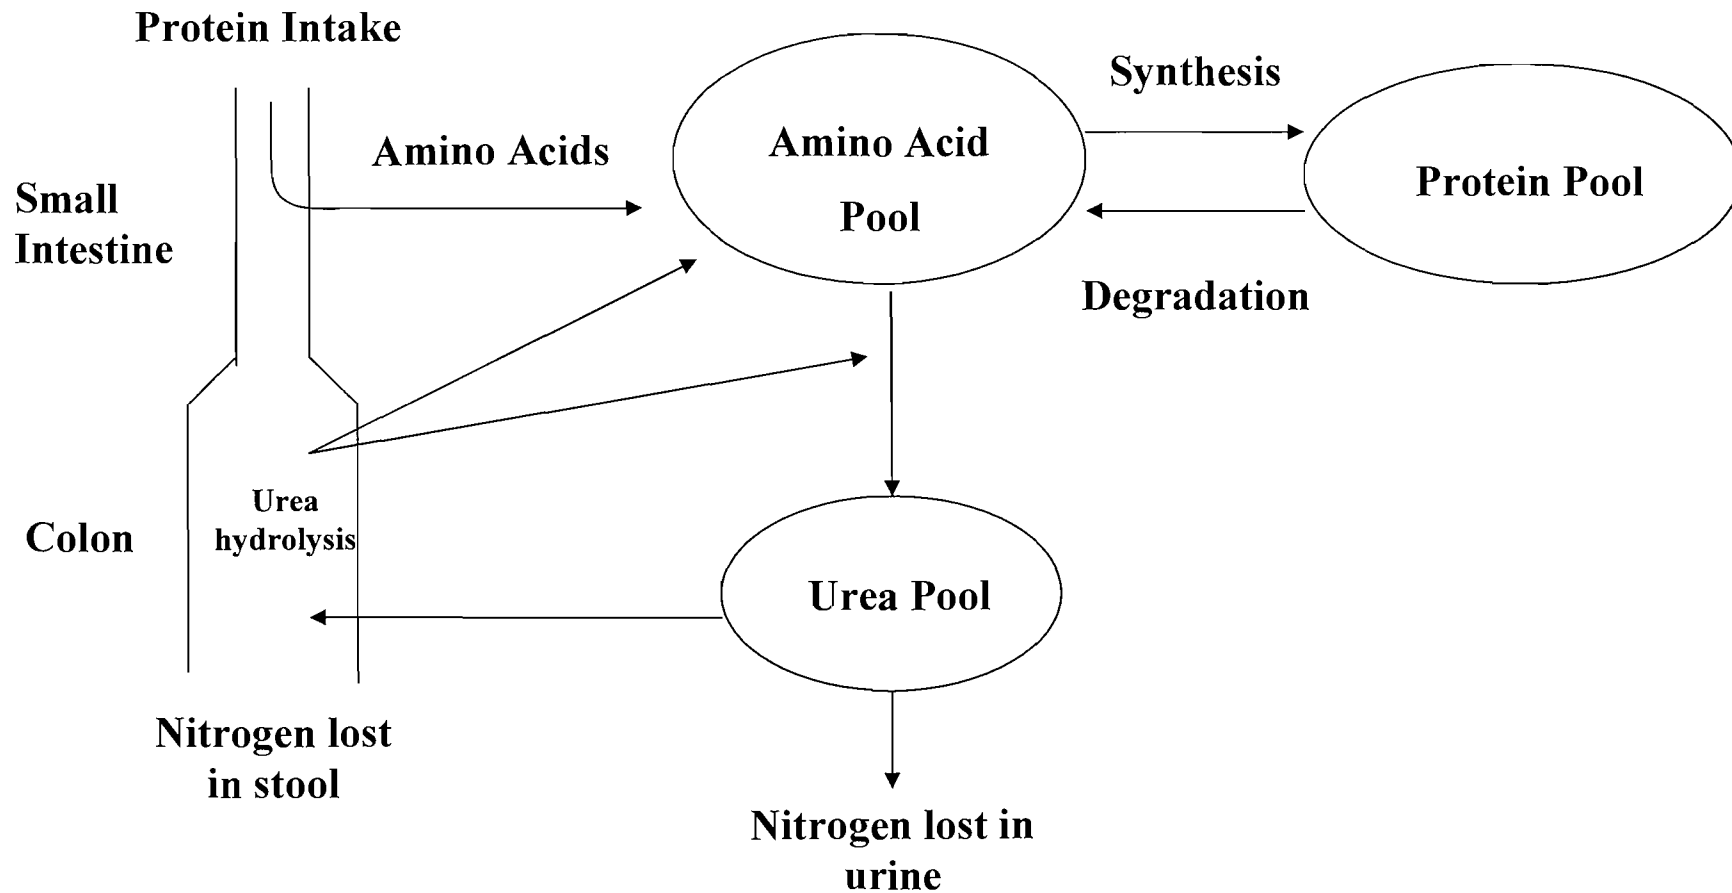 Protein Intake
Synthesis
Amino Acids
Amino Acid
Pool
Protein Pool
Small
Intestine
Degradation
Urea
hydrolysis
Colon
Urea Pool
Nitrogen lost
in stool
Nitrogen lost in
urine